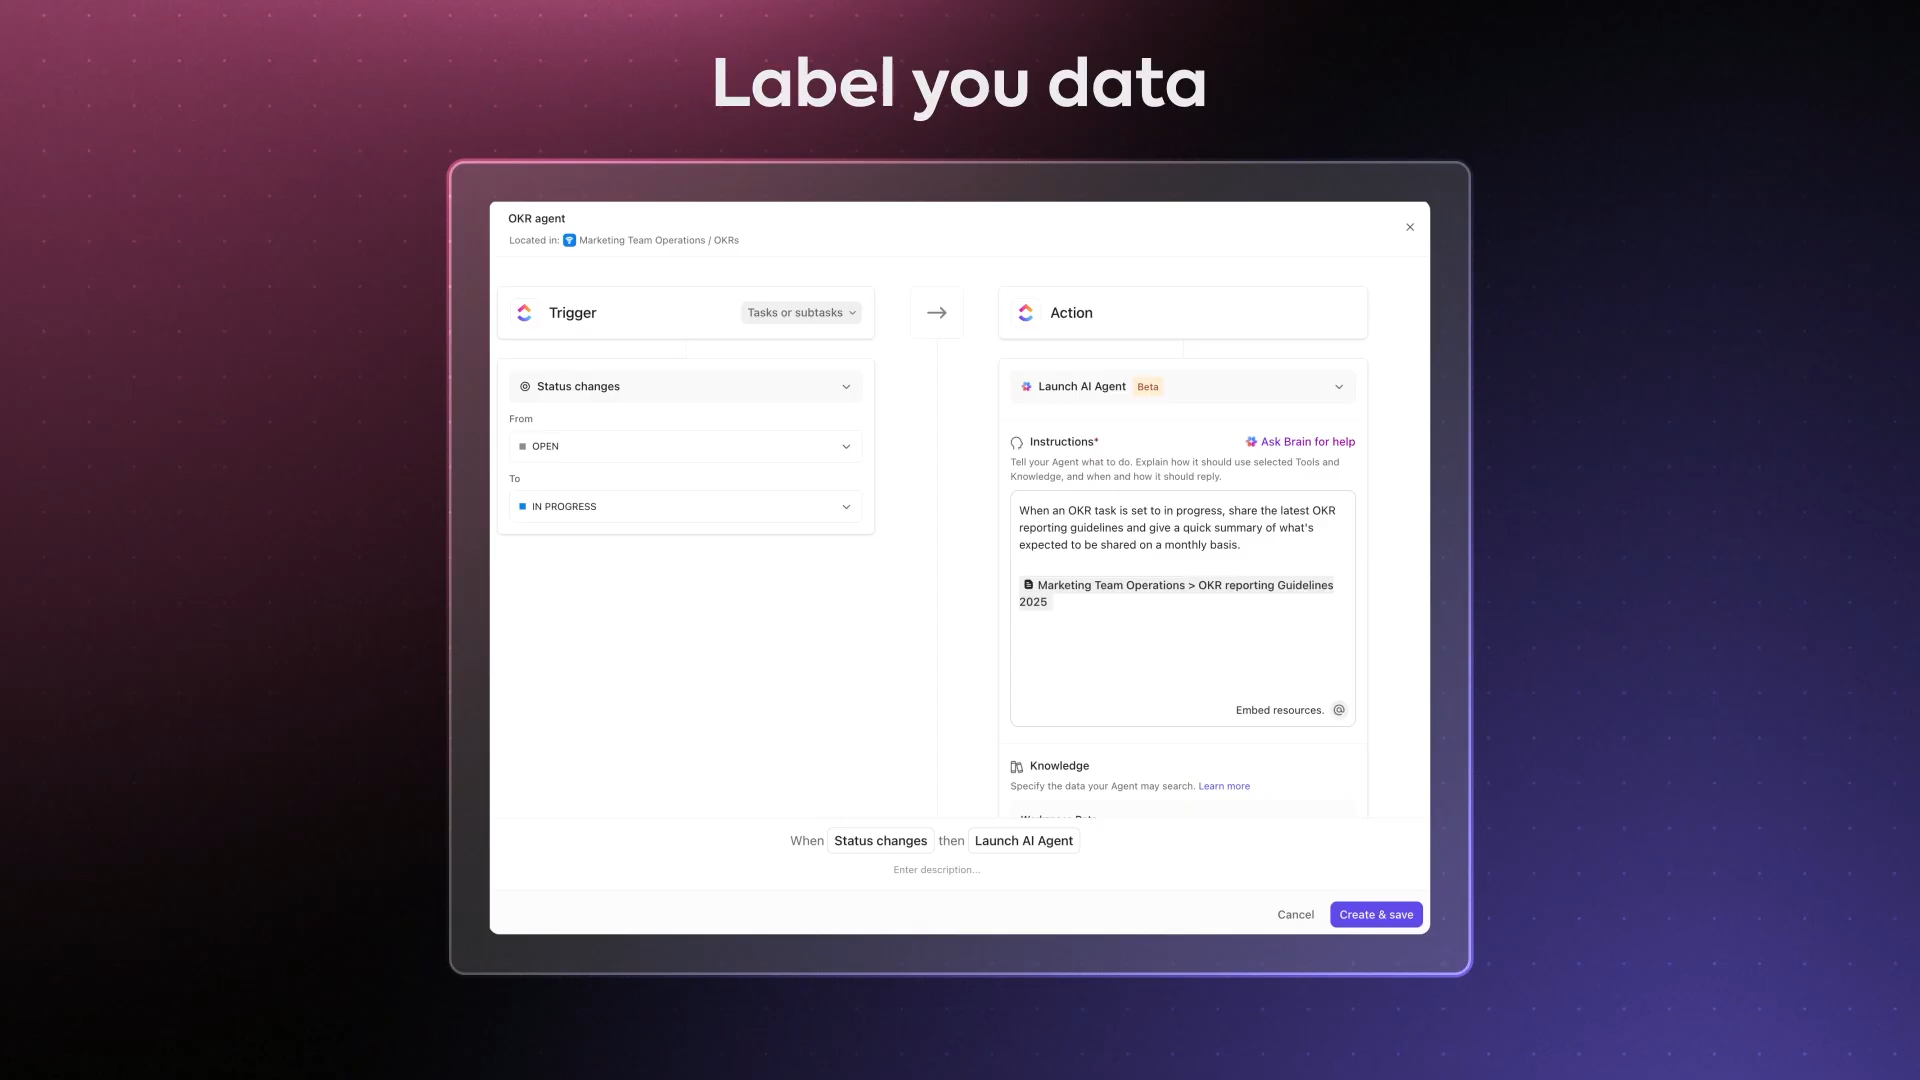 Label you data
OKR agent
Located in: Marketing Team Operations / OKRs
Trigger
Tasks or subtasks
Action
Status changes
From
OPEN
To
IN PROGRESS
Launch AI Agent Beta
Instructions*
Ask Brain for help
Tell your Agent what to do. Explain how it should use selected Tools and
Knowledge, and when and how it should reply.
When an OKR task is set to in progress, share the latest OKR
reporting guidelines and give a quick summary of what's
expected to be shared on a monthly basis.
Marketing Team Operations > OKR reporting Guidelines
2025
Embed resources. @
Knowledge
Specify the data your Agent may search. Learn more
When Status changes then Launch AI Agent
Enter description...
Cancel
Create & save